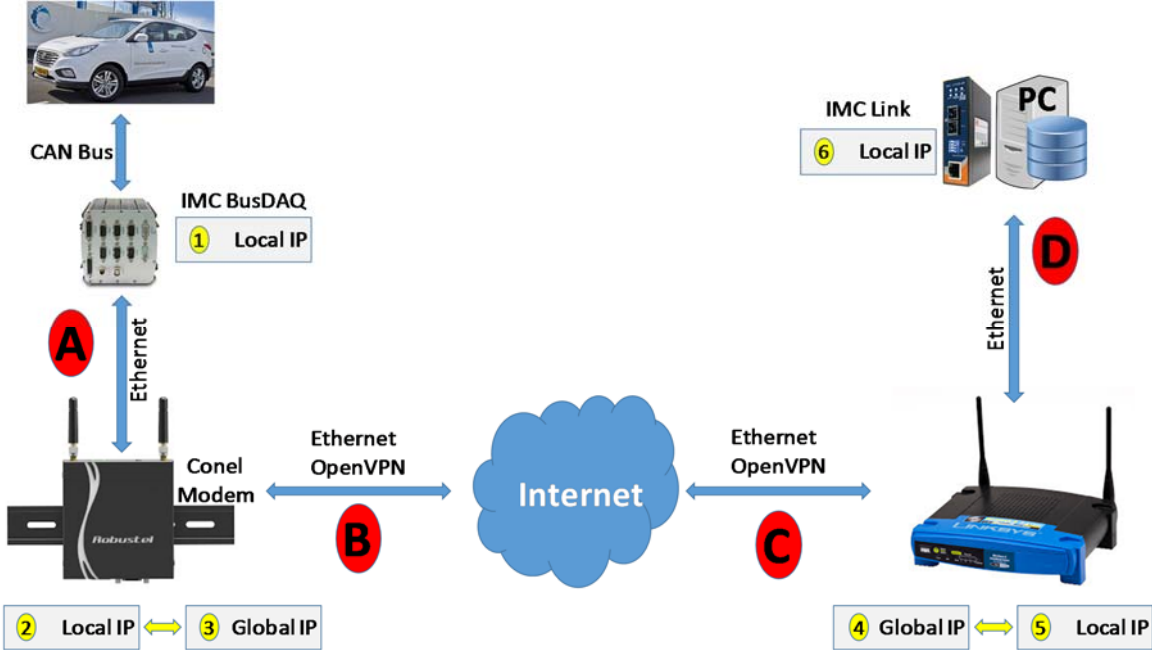 CAN Bus
IMC BusDAQ
1 Local IP
A
Ethernet
Conel
Modem
Robustel
2 Local IP
3 Global IP
Ethernet
OpenVPN
B
Internet
Ethernet
OpenVPN
C
IMC Link
6 Local IP
PC
D
Ethernet
LINKSYS
4 Global IP
5 Local IP